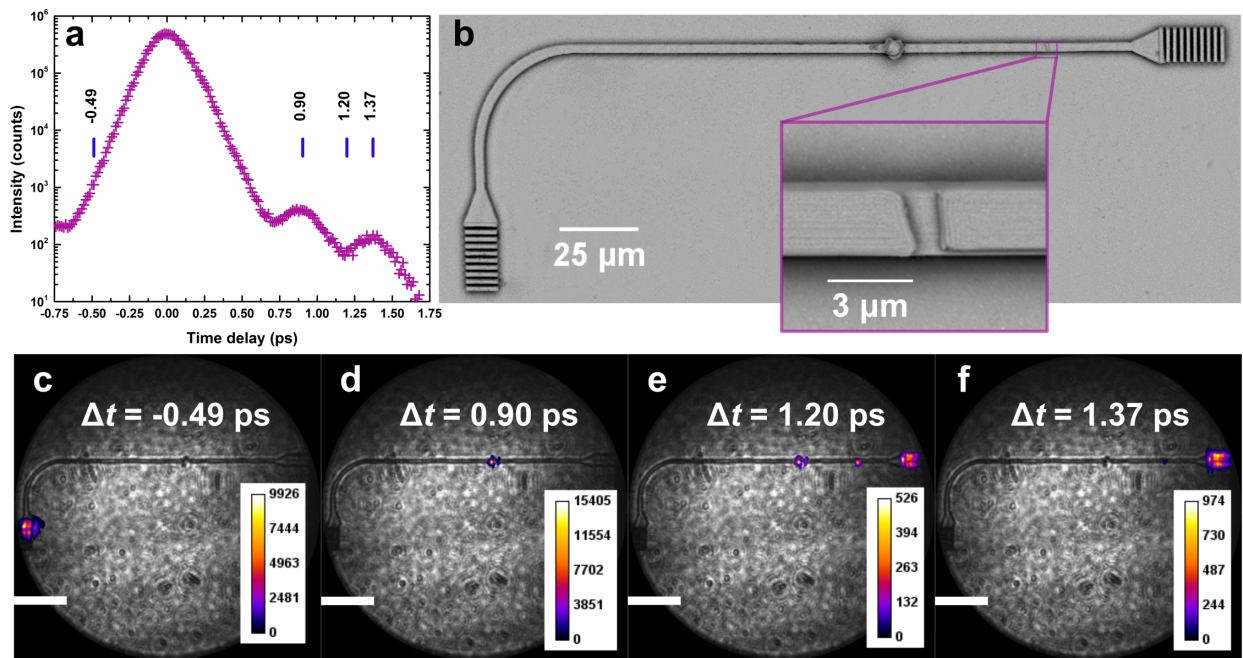 a
10^6
10^5
10^4
10^3
10^2
10^1
Intensity (counts)
-0.49
0.90
1.20
1.37
-0.75 -0.50 -0.25 0.00 0.25 0.50 0.75 1.00 1.25 1.50 1.75
Time delay (ps)
b
25 μm
3 μm
c
Δt = -0.49 ps
9926
7444
4963
2481
0
d
Δt = 0.90 ps
15405
11554
7702
3851
0
e
Δt = 1.20 ps
526
394
263
132
0
f
Δt = 1.37 ps
974
730
487
244
0